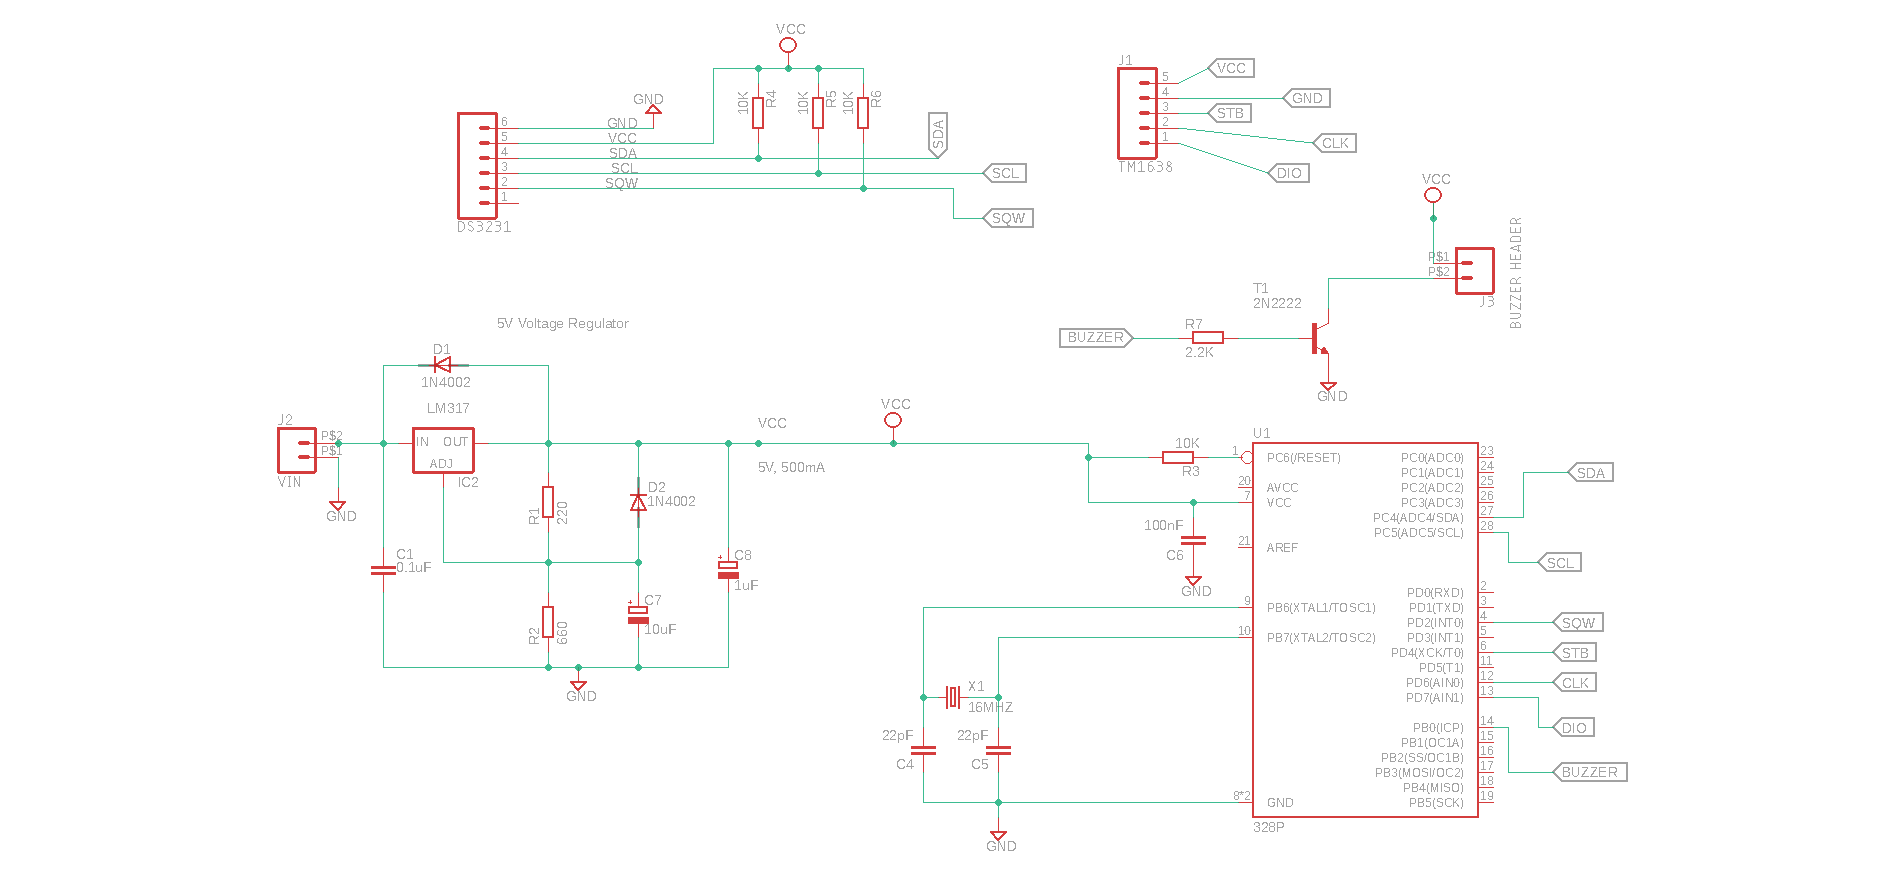 VCC
GND
10K
R4
10K
R5
10K
R6
6
GND
5
VCC
4
SDA
3
SCL
2
SQW
1
DS3231
SDA
SCL
SQW
J1
5
4
3
2
1
TM1638
VCC
GND
STB
CLK
DIO
VCC
P$1
P$2
J3
BUZZER HEADER
T1
2N2222
BUZZER
R7
2.2K
GND
5V Voltage Regulator
D1
1N4002
LM317
J2
P$2
P$1
VIN
GND
IN OUT
ADJ
IC2
R1
220
D2
1N4002
C1
0.1uF
R2
660
C7
10uF
C8
1uF
GND
VCC
5V, 500mA
VCC
10K
R3
100nF
C6
GND
X1
16MHZ
22pF
C4
22pF
C5
GND
U1
1 PC6(/RESET)
20 AVCC
7 VCC
21 AREF
9 PB6(XTAL1/TOSC1)
10 PB7(XTAL2/TOSC2)
8*2 GND
328P
PC0(ADC0) 23
PC1(ADC1) 24
PC2(ADC2) 25
PC3(ADC3) 26
PC4(ADC4/SDA) 27
PC5(ADC5/SCL) 28
PD0(RXD) 2
PD1(TXD) 3
PD2(INT0) 4
PD3(INT1) 5
PD4(XCK/T0) 6
PD5(T1) 11
PD6(AIN0) 12
PD7(AIN1) 13
PB0(ICP) 14
PB1(OC1A) 15
PB2(SS/OC1B) 16
PB3(MOSI/OC2) 17
PB4(MISO) 18
PB5(SCK) 19
SDA
SCL
SQW
STB
CLK
DIO
BUZZER